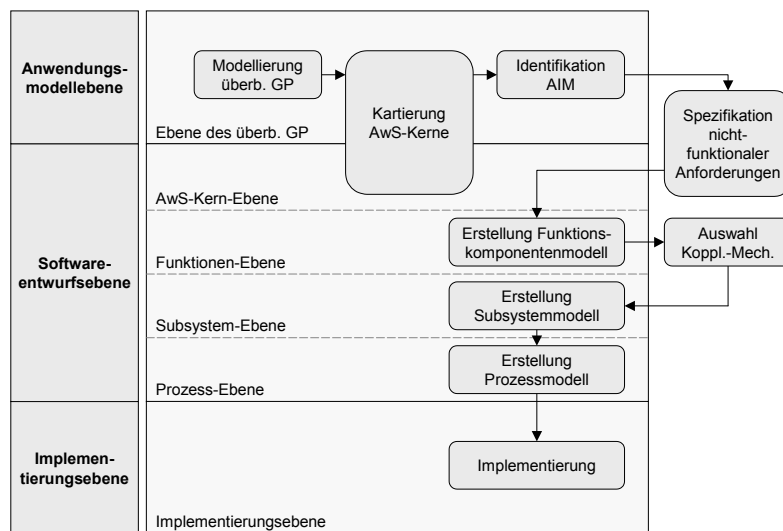 Anwendungs-
modellebene
Modellierung
überb. GP
Kartierung
AwS-Kerne
Identifikation
AIM
Spezifikation
nicht-
funktionaler
Anforderungen
Ebene des überb. GP
Software-
entwurfsebene
AwS-Kern-Ebene
Erstellung Funktions-
komponentenmodell
Auswahl
Koppl.-Mech.
Funktionen-Ebene
Erstellung
Subsystemmodell
Subsystem-Ebene
Erstellung
Prozessmodell
Prozess-Ebene
Implemen-
tierungsebene
Implementierung
Implementierungsebene